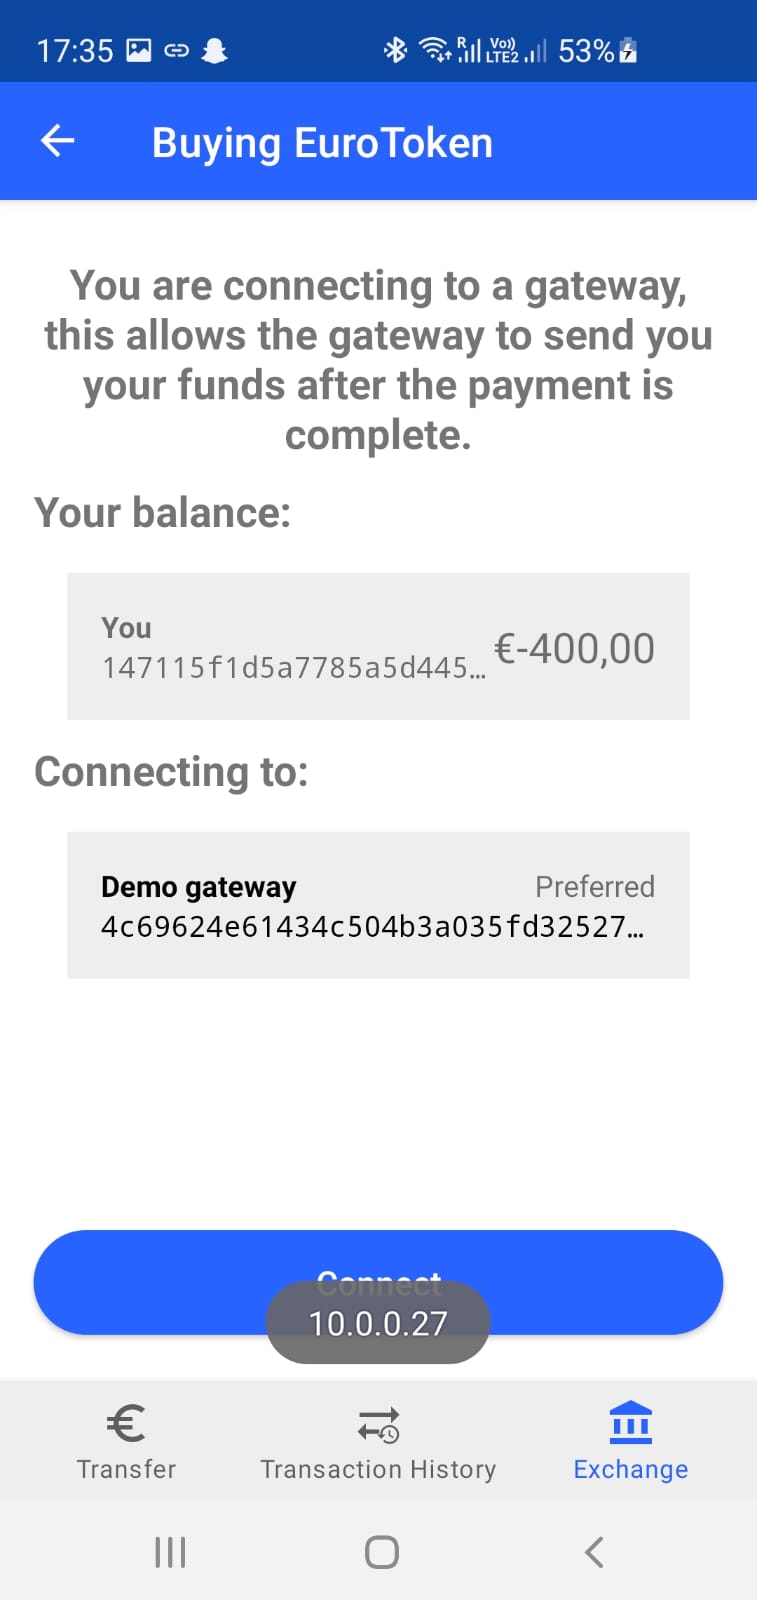 17:35
R Vo)) LTE2 53%
Buying EuroToken
You are connecting to a gateway,
this allows the gateway to send you
your funds after the payment is
complete.
Your balance:
You
147115f1d5a7785a5d445...
€-400,00
Connecting to:
Demo gateway
Preferred
4c69624e61434c504b3a035fd32527...
Connect
10.0.0.27
Transfer
Transaction History
Exchange